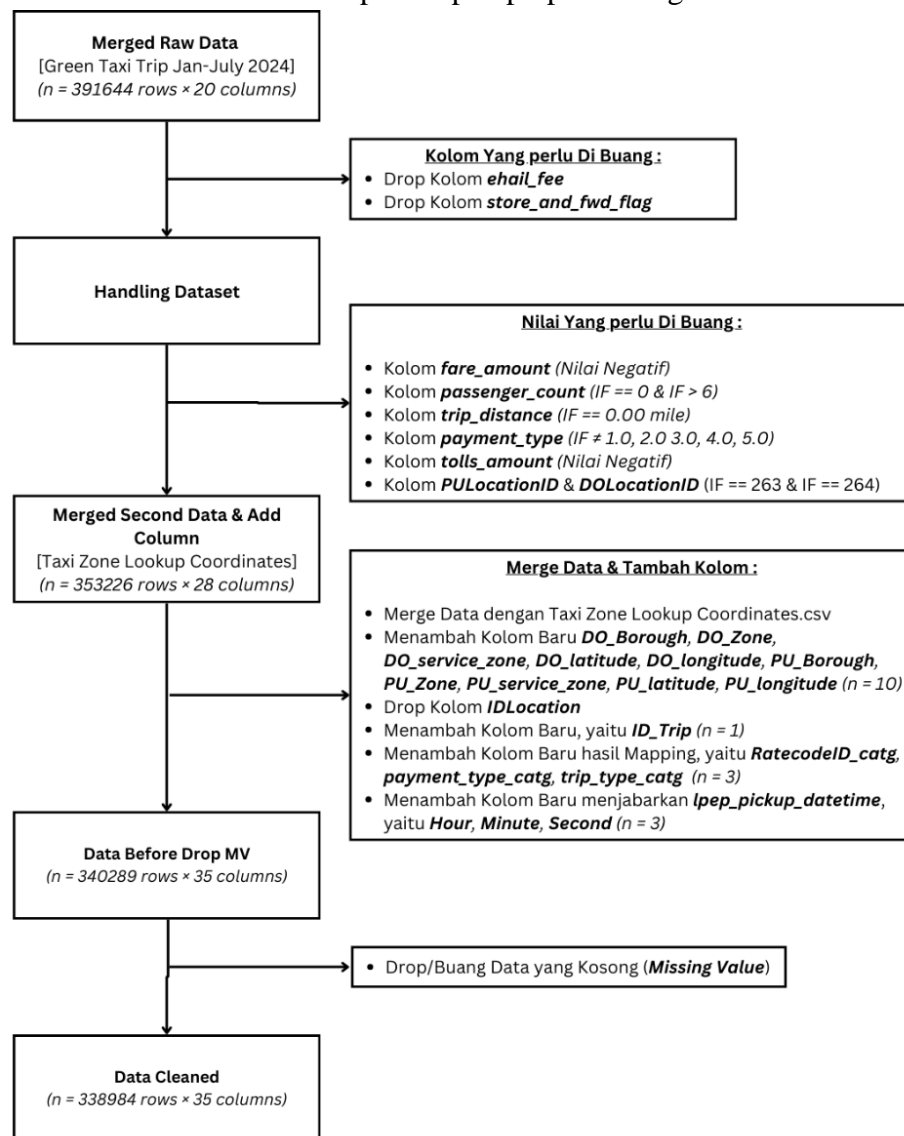 Merged Raw Data
[Green Taxi Trip Jan-July 2024]
(n = 391644 rows × 20 columns)
Kolom Yang perlu Di Buang :
• Drop Kolom ehail_fee
• Drop Kolom store_and_fwd_flag
Handling Dataset
Nilai Yang perlu Di Buang :
• Kolom fare_amount (Nilai Negatif)
• Kolom passenger_count (IF == 0 & IF > 6)
• Kolom trip_distance (IF == 0.00 mile)
• Kolom payment_type (IF ≠ 1.0, 2.0 3.0, 4.0, 5.0)
• Kolom tolls_amount (Nilai Negatif)
• Kolom PULocationID & DOLocationID (IF == 263 & IF == 264)
Merged Second Data & Add
Column
[Taxi Zone Lookup Coordinates]
(n = 353226 rows × 28 columns)
Merge Data & Tambah Kolom :
• Merge Data dengan Taxi Zone Lookup Coordinates.csv
• Menambah Kolom Baru DO_Borough, DO_Zone,
DO_service_zone, DO_latitude, DO_longitude, PU_Borough,
PU_Zone, PU_service_zone, PU_latitude, PU_longitude (n = 10)
• Drop Kolom IDLocation
• Menambah Kolom Baru, yaitu ID_Trip (n = 1)
• Menambah Kolom Baru hasil Mapping, yaitu RatecodeID_catg,
payment_type_catg, trip_type_catg (n = 3)
• Menambah Kolom Baru menjabarkan lpep_pickup_datetime,
yaitu Hour, Minute, Second (n = 3)
Data Before Drop MV
(n = 340289 rows × 35 columns)
• Drop/Buang Data yang Kosong (Missing Value)
Data Cleaned
(n = 338984 rows × 35 columns)